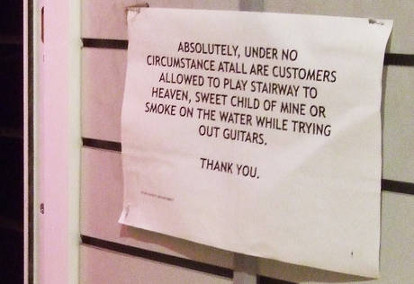 ABSOLUTELY, UNDER NO
CIRCUMSTANCE ATALL ARE CUSTOMERS
ALLOWED TO PLAY STAIRWAY TO
HEAVEN, SWEET CHILD OF MINE OR
SMOKE ON THE WATER WHILE TRYING
OUT GUITARS.
THANK YOU.